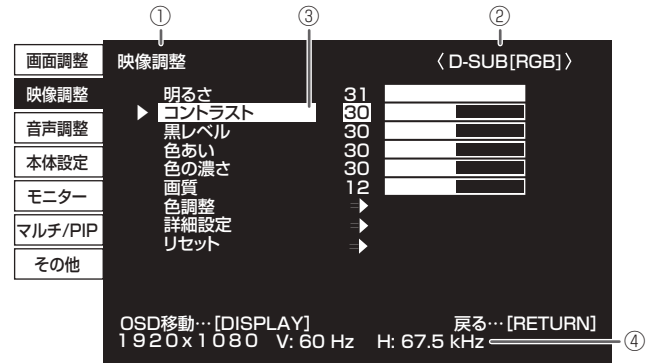 ① ③ ②
画面調整
映像調整
音声調整
本体設定
モニター
マルチ/PIP
その他
映像調整 〈 D-SUB[RGB] 〉
明るさ 31
コントラスト 30
黒レベル 30
色あい 30
色の濃さ 30
画質 12
色調整
詳細設定
リセット
OSD移動…[DISPLAY] 戻る…[RETURN]
1920x1080 V: 60 Hz H: 67.5 kHz ④